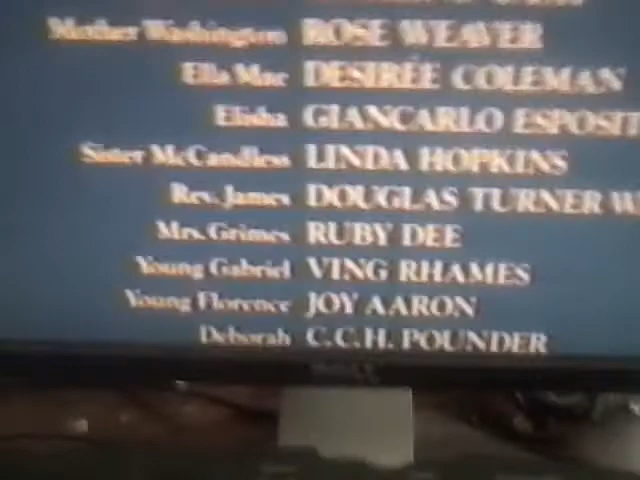 Mother Washington ROSE WEAVER
Ella Mae DESIRÉE COLEMAN
Elisha GIANCARLO ESPOSIT
Sister McCandless LINDA HOPKINS
Rev. James DOUGLAS TURNER W
Mrs. Grimes RUBY DEE
Young Gabriel VING RHAMES
Young Florence JOY AARON
Deborah C.C.H. POUNDER